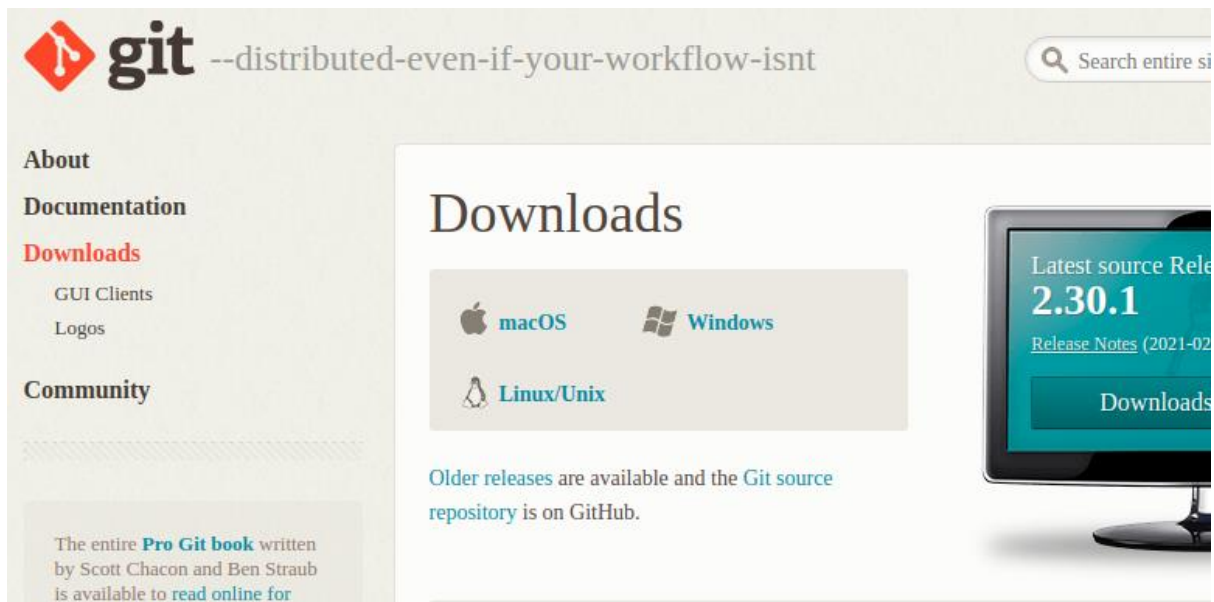 git --distributed-even-if-your-workflow-isnt
Search entire
About
Documentation
Downloads
GUI Clients
Logos
Community
The entire Pro Git book written
by Scott Chacon and Ben Straub
is available to read online for
Downloads
macOS
Windows
Linux/Unix
Older releases are available and the Git source
repository is on GitHub.
Latest source
2.30.1
Release Notes (2021-02
Downloads